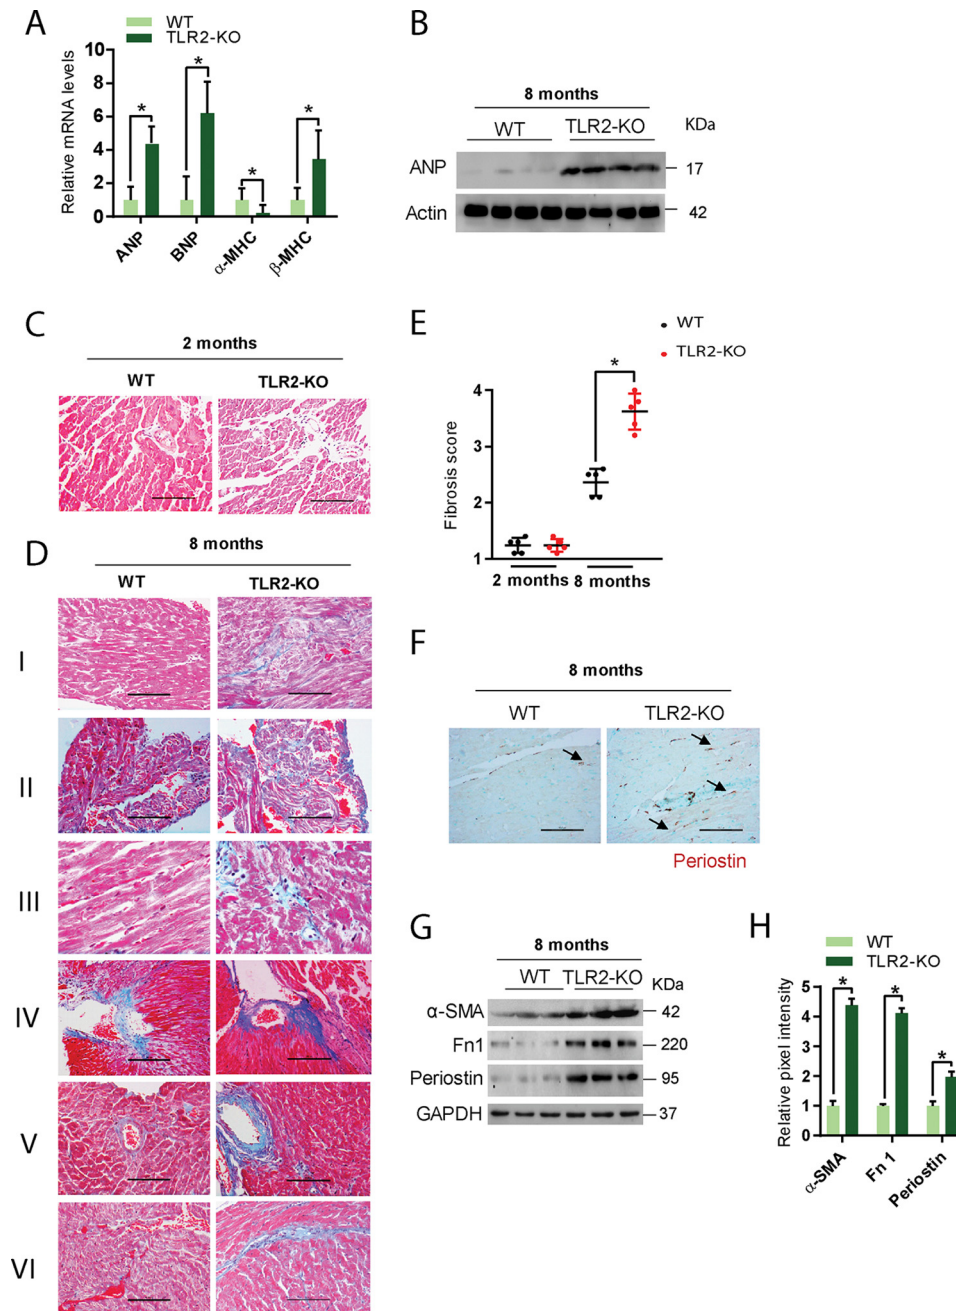 A
WT
TLR2-KO
Relative mRNA levels
10
8
6
4
2
0
*
*
*
*
ANP
BNP
α-MHC
β-MHC
B
8 months
WT
TLR2-KO
KDa
ANP
17
Actin
42
C
2 months
WT
TLR2-KO
D
8 months
WT
TLR2-KO
I
II
III
IV
V
VI
E
WT
TLR2-KO
Fibrosis score
4
3
2
1
*
2 months
8 months
F
8 months
WT
TLR2-KO
Periostin
G
8 months
WT
TLR2-KO
KDa
α-SMA
42
Fn1
220
Periostin
95
GAPDH
37
H
WT
TLR2-KO
Relative pixel intensity
5
4
3
2
1
0
*
*
*
α-SMA
Fn 1
Periostin